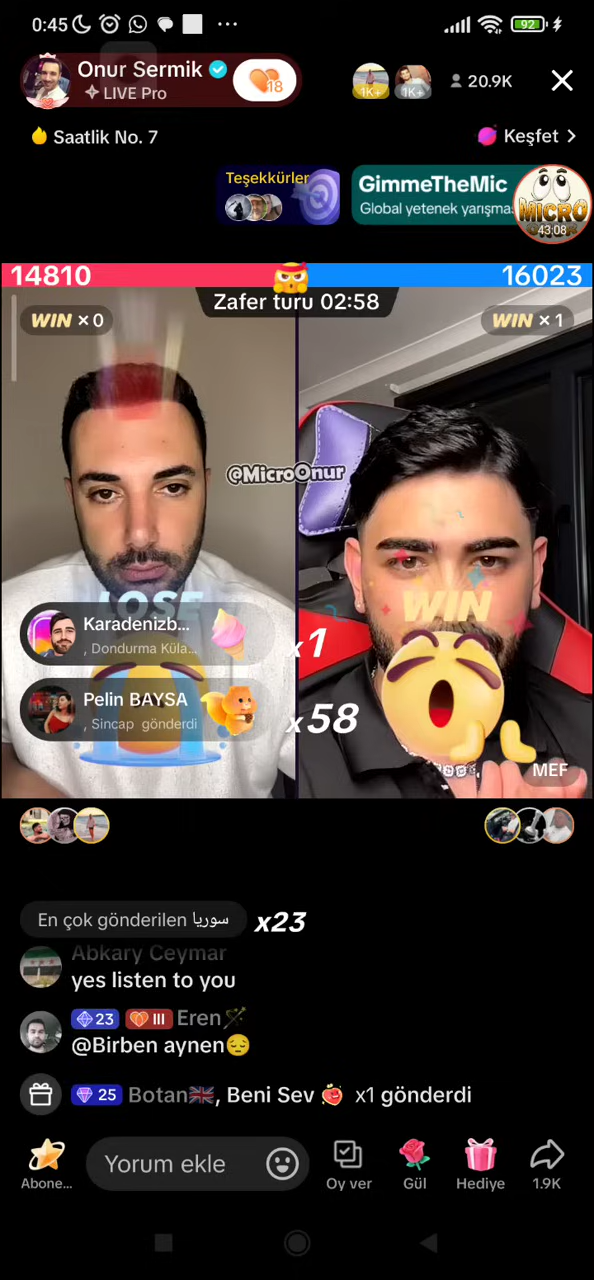 0:45
92
Onur Sermik
LIVE Pro
18
1K+
1K+
20.9K
Saatlik No. 7
Keşfet
Teşekkürler
GimmeTheMic
Global yetenek yarışma
MICRO
43:08
14810
16023
Zafer turu 02:58
WIN × 0
WIN × 1
@MicroOnur
LOSE
WIN
Karadenizb...
, Dondurma Küla...
x1
Pelin BAYSA
, Sincap gönderdi
x58
MEF
En çok gönderilen سوريا
x23
Abkary Ceymar
yes listen to you
23 III Eren
@Birben aynen
25 Botan, Beni Sev x1 gönderdi
Abone...
Yorum ekle
Oy ver
Gül
Hediye
1.9K